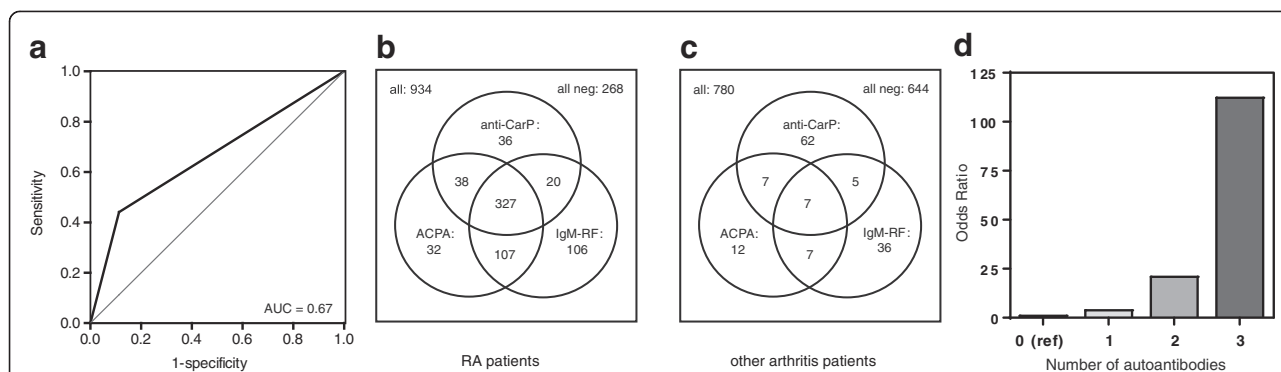 a
1.0
0.8
0.6
0.4
0.2
0.0
Sensitivity
AUC = 0.67
0.0 0.2 0.4 0.6 0.8 1.0
1-specificity
b
all: 934 all neg: 268
anti-CarP:
36
38 20
327
ACPA: IgM-RF:
32 107 106
RA patients
c
all: 780 all neg: 644
anti-CarP:
62
7 5
7
ACPA: IgM-RF:
12 7 36
other arthritis patients
d
125
100
75
50
25
0
Odds Ratio
0 (ref) 1 2 3
Number of autoantibodies